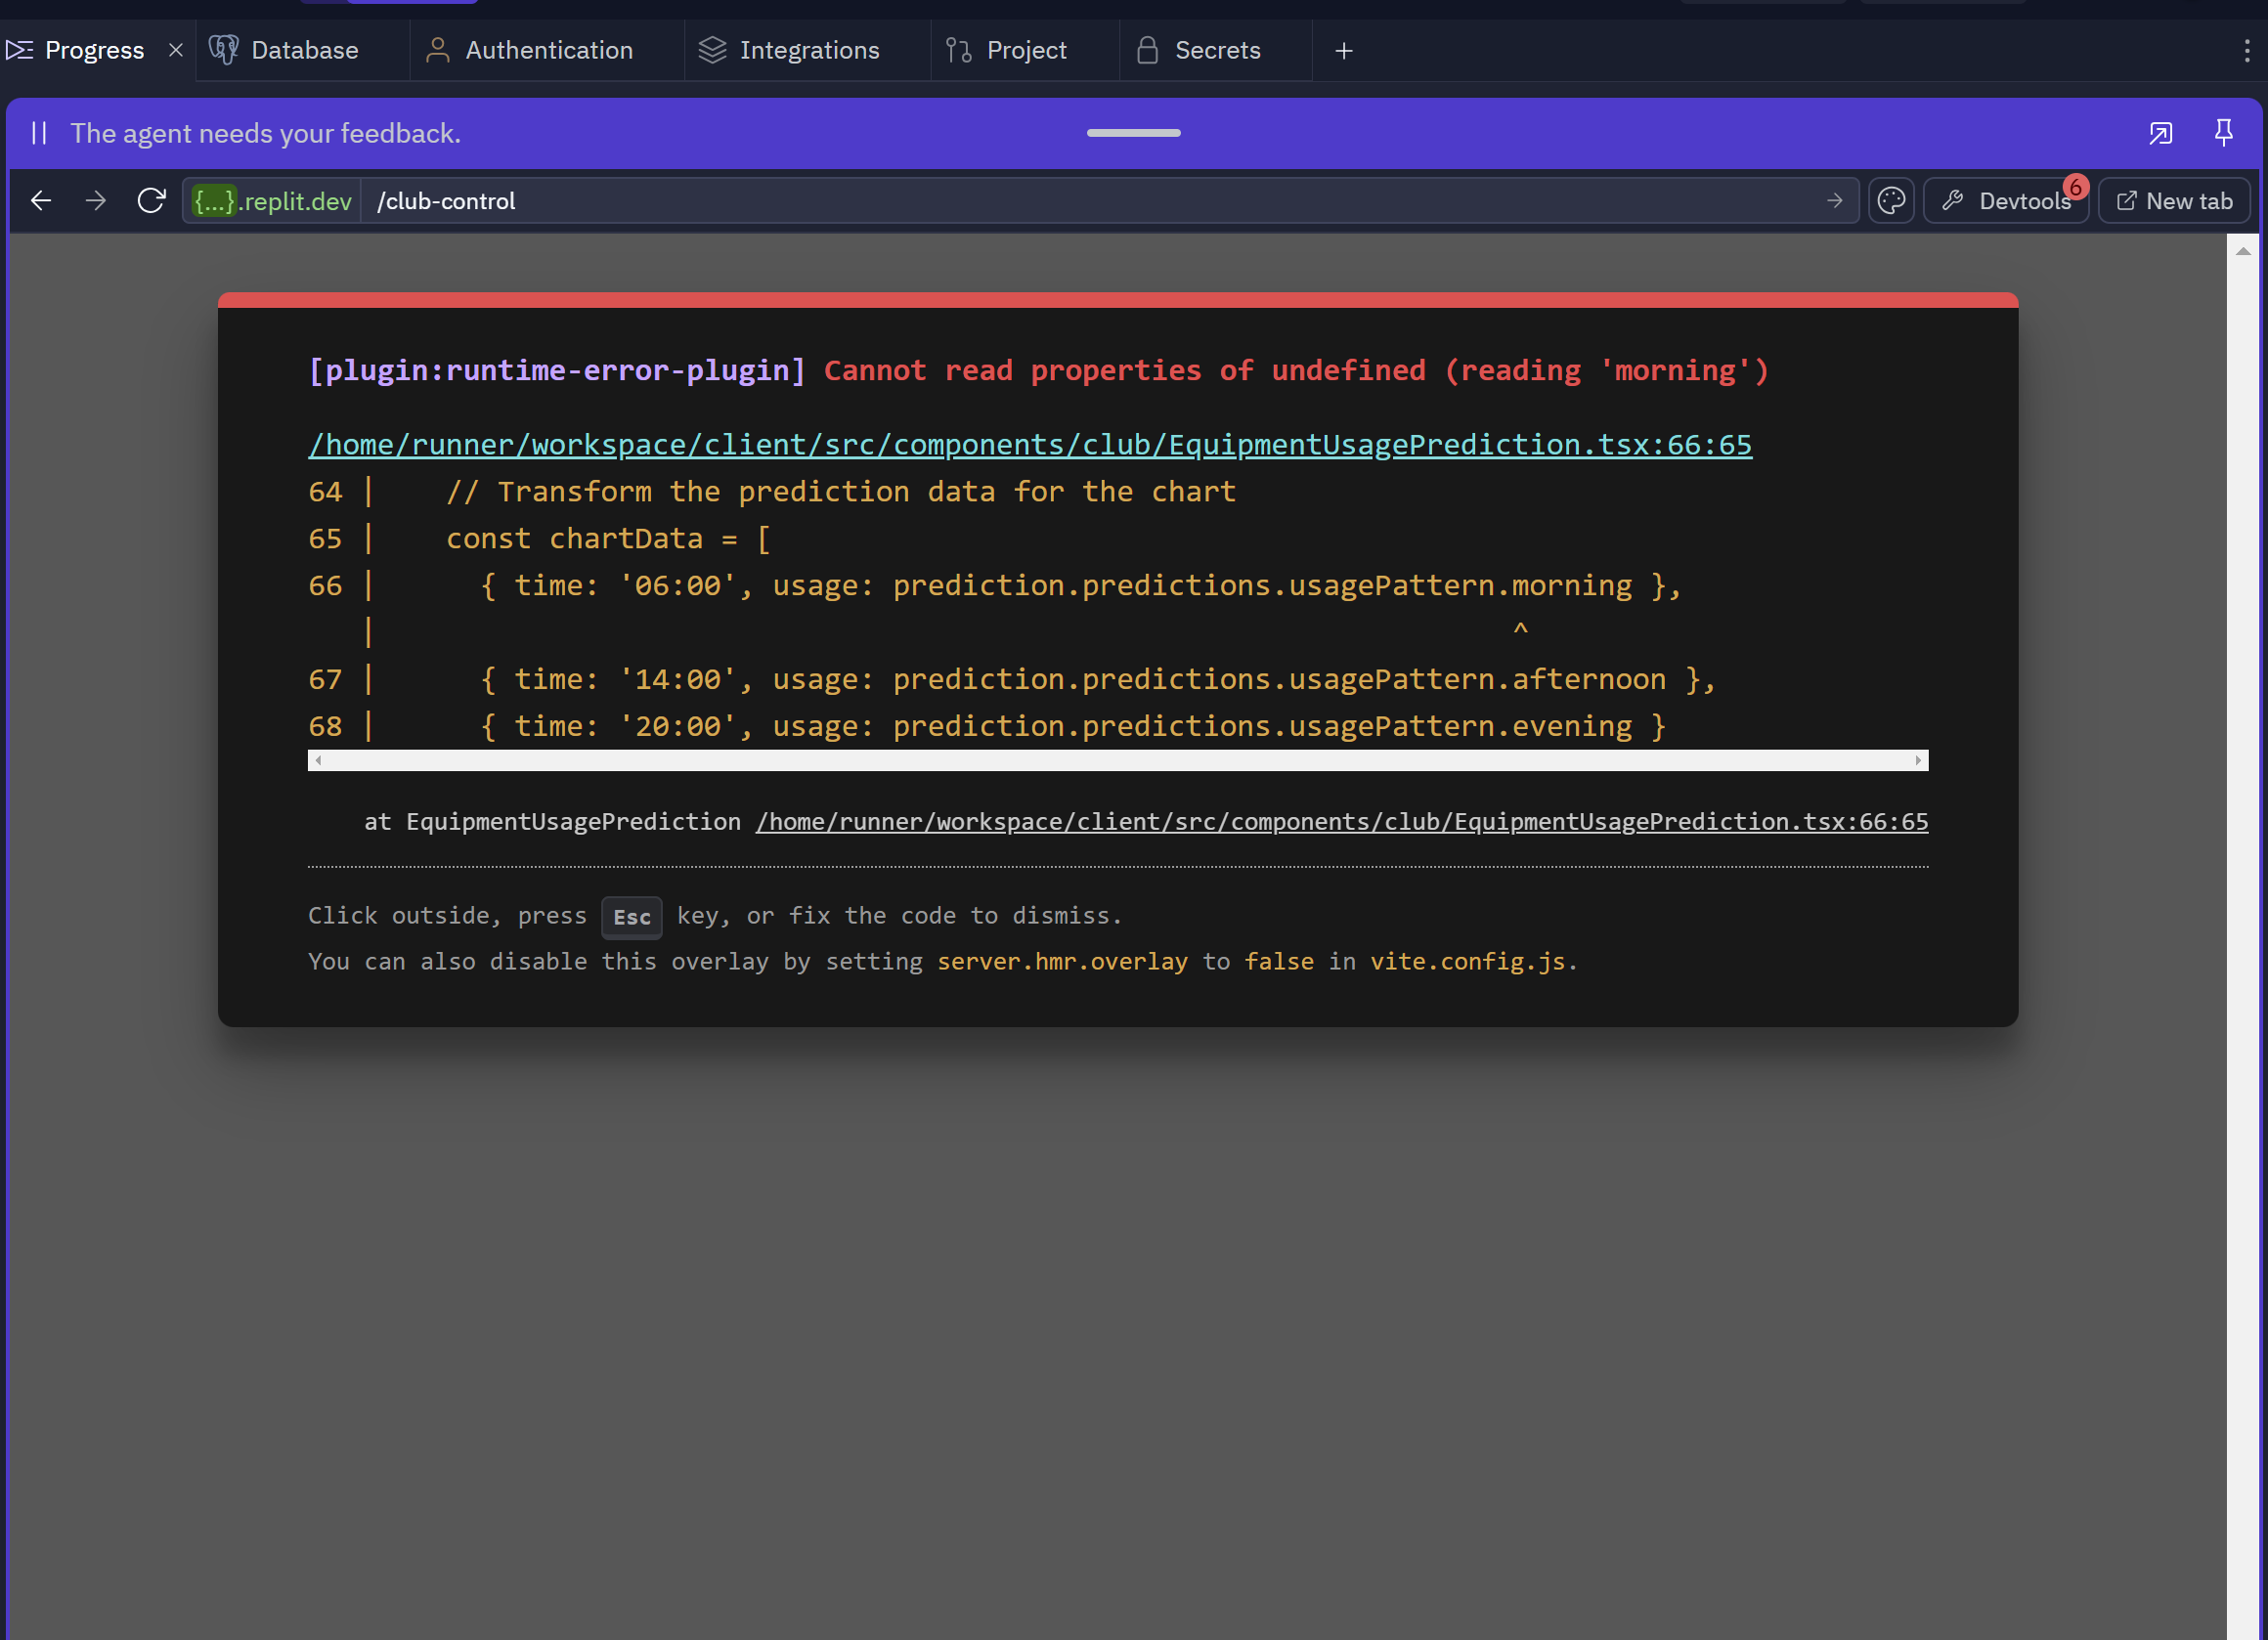 Progress
Database
Authentication
Integrations
Project
Secrets
The agent needs your feedback.
{...}.replit.dev /club-control
Devtools 6
New tab
[plugin:runtime-error-plugin] Cannot read properties of undefined (reading 'morning')
/home/runner/workspace/client/src/components/club/EquipmentUsagePrediction.tsx:66:65
64 |    // Transform the prediction data for the chart
65 |    const chartData = [
66 |      { time: '06:00', usage: prediction.predictions.usagePattern.morning },
   |                                                                  ^
67 |      { time: '14:00', usage: prediction.predictions.usagePattern.afternoon },
68 |      { time: '20:00', usage: prediction.predictions.usagePattern.evening }
at EquipmentUsagePrediction /home/runner/workspace/client/src/components/club/EquipmentUsagePrediction.tsx:66:65
Click outside, press Esc key, or fix the code to dismiss.
You can also disable this overlay by setting server.hmr.overlay to false in vite.config.js.